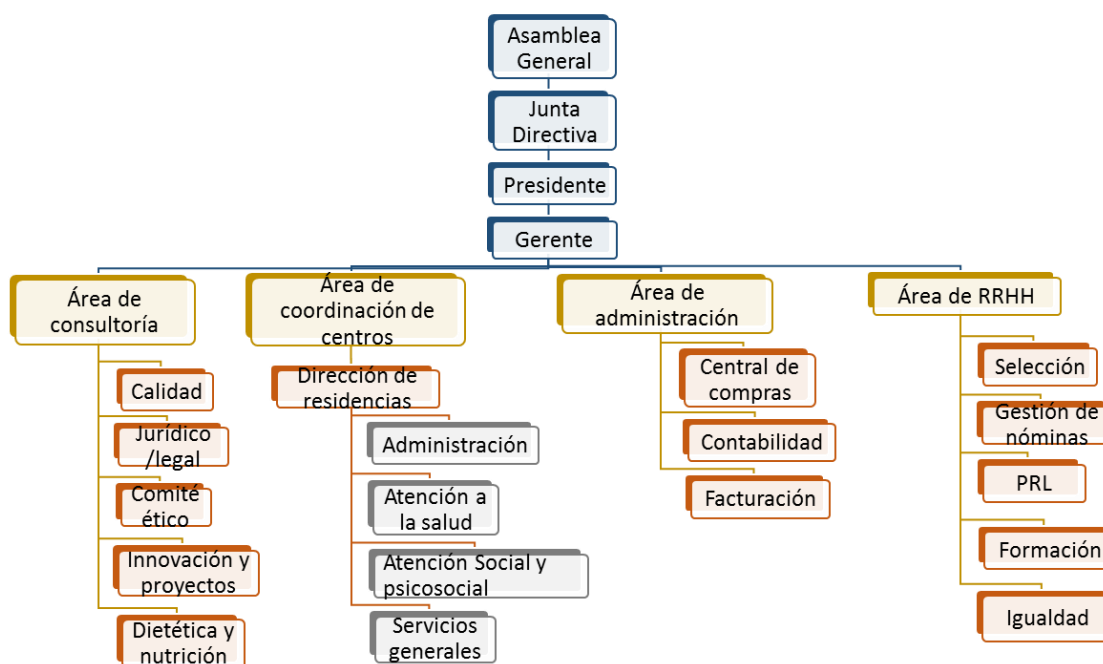 Asamblea
General
Junta
Directiva
Presidente
Gerente
Área de
consultoría
Calidad
Jurídico
/legal
Comité
ético
Innovación y
proyectos
Dietética y
nutrición
Área de
coordinación de
centros
Dirección de
residencias
Administración
Atención a
la salud
Atención Social y
psicosocial
Servicios
generales
Área de
administración
Central de
compras
Contabilidad
Facturación
Área de RRHH
Selección
Gestión de
nóminas
PRL
Formación
Igualdad